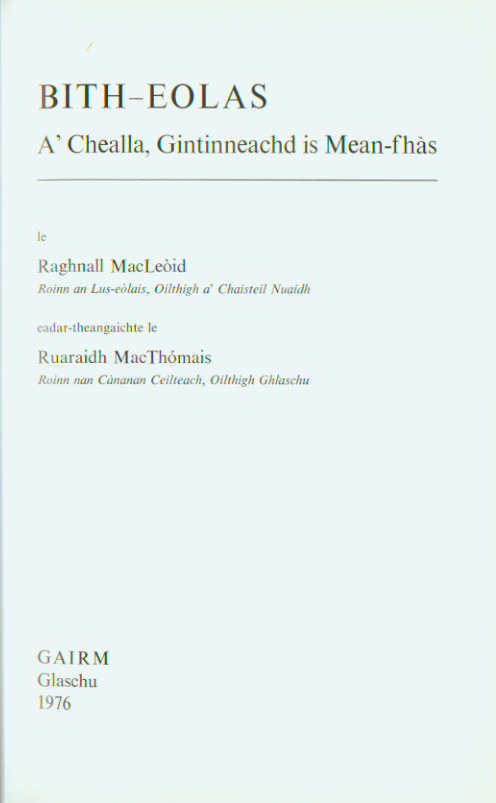 BITH–EOLAS
A' Chealla, Gintinneachd is Mean-fhàs
le
Raghnall MacLeòid
Roinn an Lus-eòlais, Oilthigh a' Chaisteil Nuaidh
eadar-theangaichte le
Ruaraidh MacThómais
Roinn nan Cànanan Ceilteach, Oilthigh Ghlaschu
GAIRM
Glaschu
1976